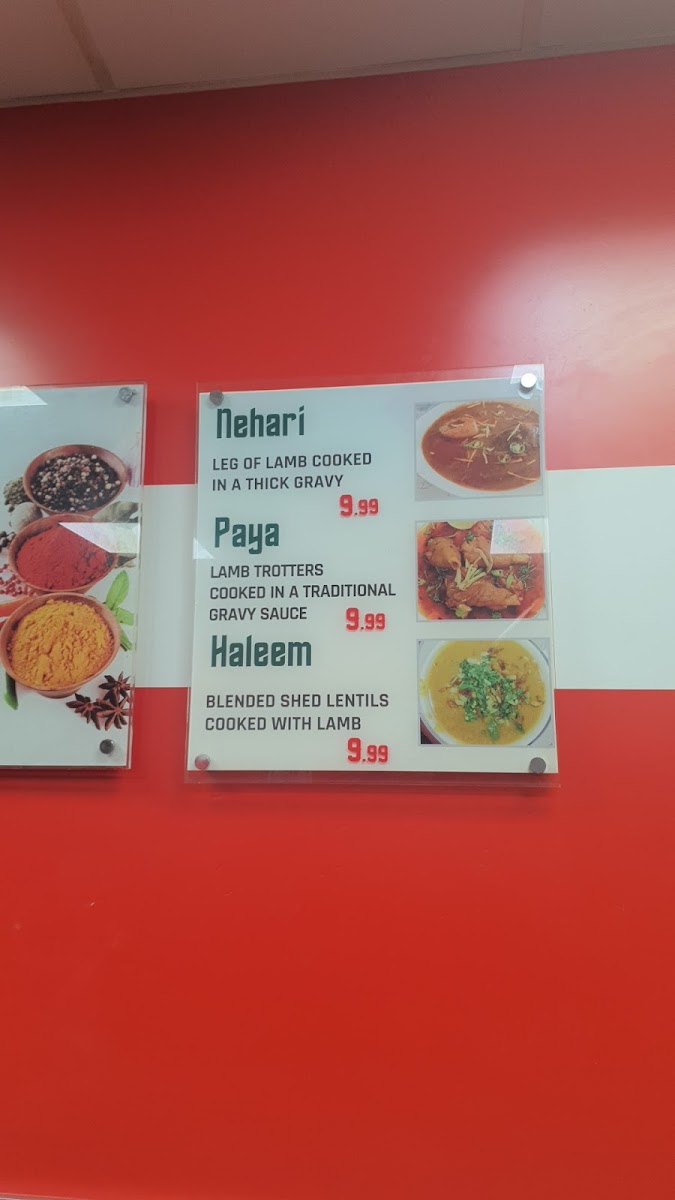 Nehari
LEG OF LAMB COOKED
IN A THICK GRAVY
9.99
Paya
LAMB TROTTERS
COOKED IN A TRADITIONAL
GRAVY SAUCE
9.99
Haleem
BLENDED SHED LENTILS
COOKED WITH LAMB
9.99